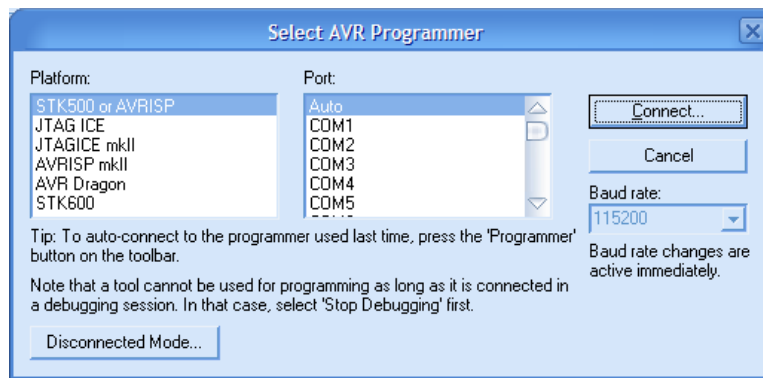 Select AVR Programmer
Platform:
STK500 or AVRISP
JTAG ICE
JTAGICE mkII
AVRISP mkII
AVR Dragon
STK600
Port:
Auto
COM1
COM2
COM3
COM4
COM5
Connect...
Cancel
Baud rate:
115200
Baud rate changes are
active immediately.
Tip: To auto-connect to the programmer used last time, press the 'Programmer'
button on the toolbar.
Note that a tool cannot be used for programming as long as it is connected in
a debugging session. In that case, select 'Stop Debugging' first.
Disconnected Mode...